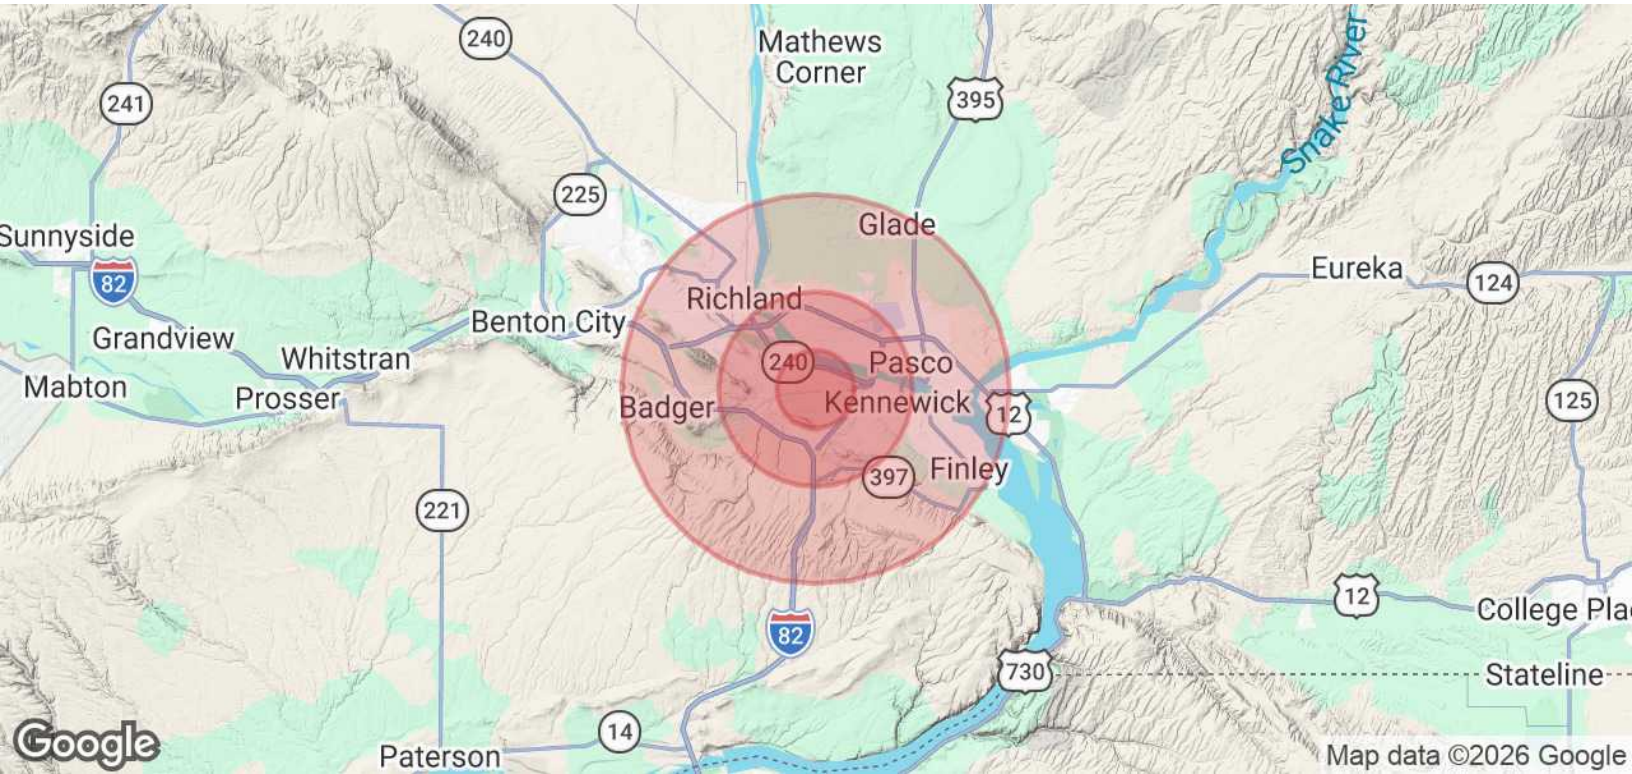 240
Mathews
Corner
395
241
Snake River
225
Sunnyside
Glade
82
Eureka
124
Richland
Benton City
Grandview
Whitstran
240
Pasco
Mabton
Prosser
Badger
Kennewick
12
125
397
Finley
221
82
12
College Pla
730
Stateline
14
Paterson
Google
Map data ©2026 Google